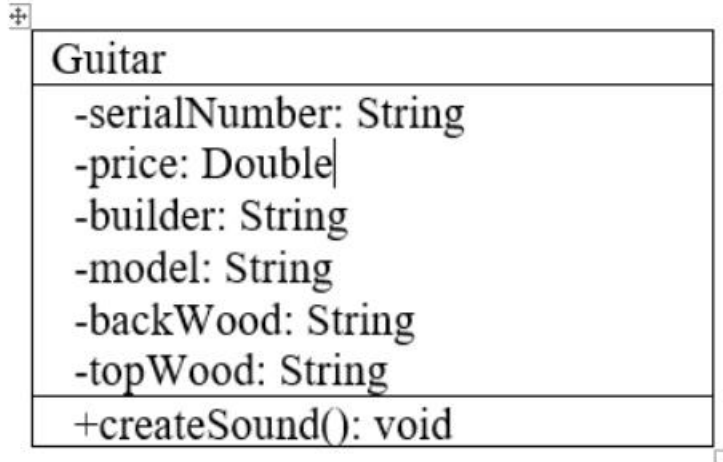 Guitar
-serialNumber: String
-price: Double
-builder: String
-model: String
-backWood: String
-topWood: String
+createSound(): void